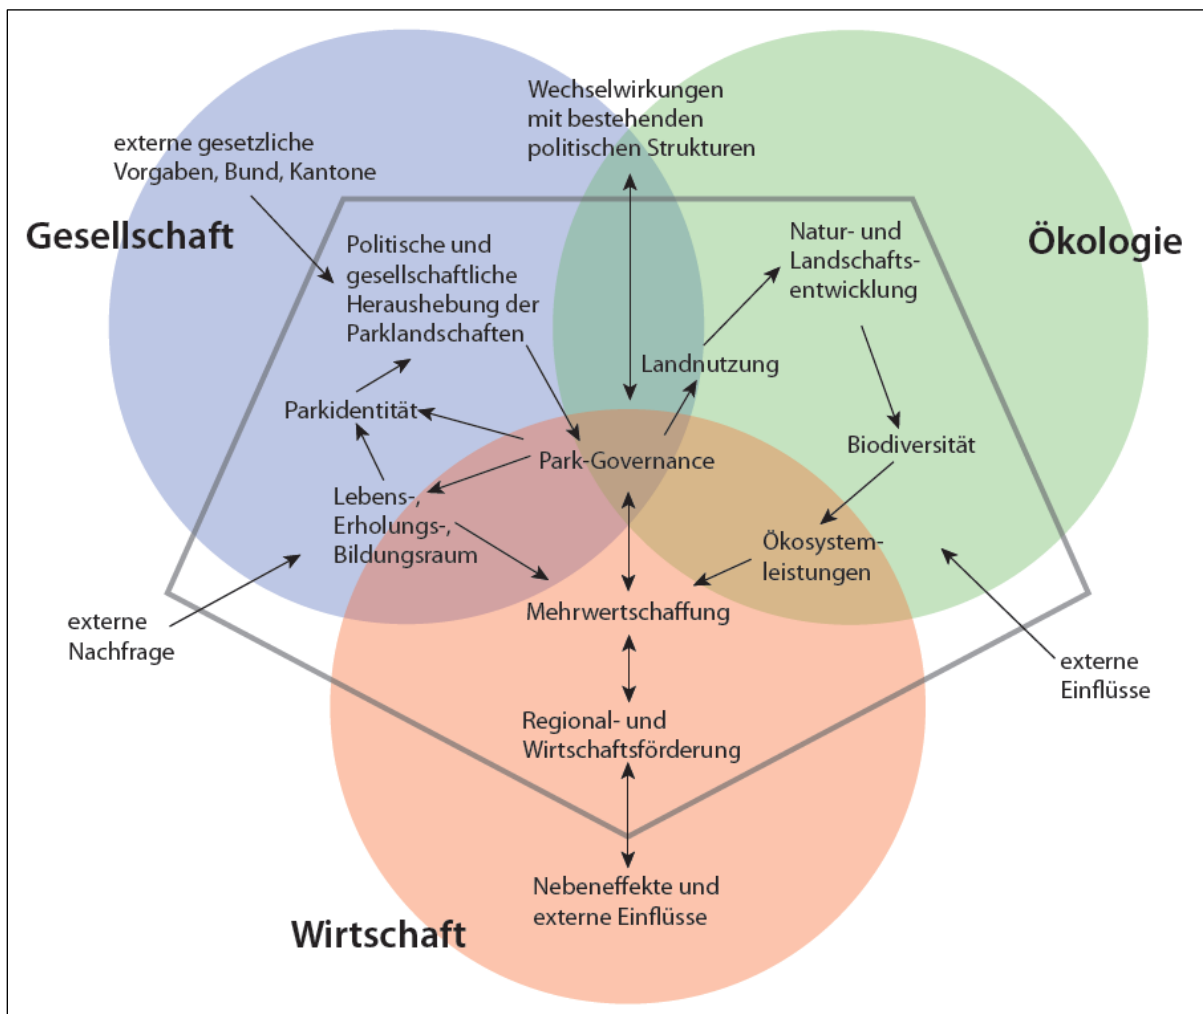 Wechselwirkungen
mit bestehenden
politischen Strukturen
externe gesetzliche
Vorgaben, Bund, Kantone
Gesellschaft
Ökologie
Politische und
gesellschaftliche
Heraushebung der
Parklandschaften
Natur- und
Landschafts-
entwicklung
Landnutzung
Parkidentität
Park-Governance
Biodiversität
Lebens-,
Erholungs-,
Bildungsraum
Ökosystem-
leistungen
Mehrwertschaffung
externe
Nachfrage
externe
Einflüsse
Regional- und
Wirtschaftsförderung
Nebeneffekte und
externe Einflüsse
Wirtschaft